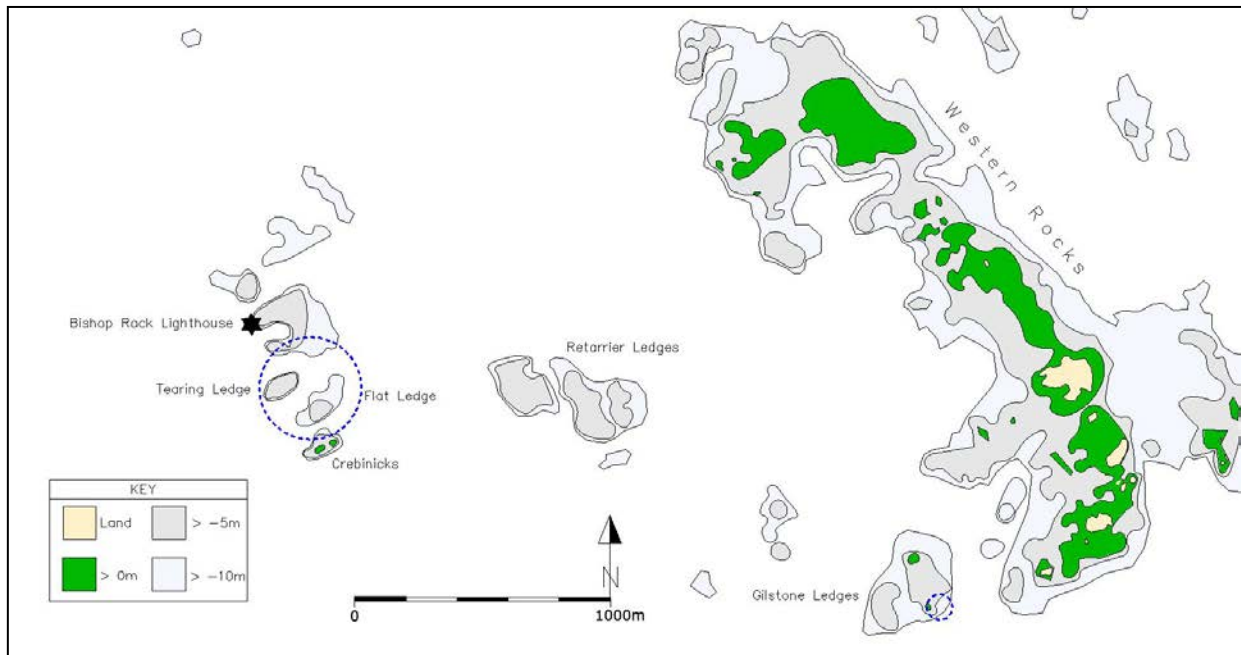 Western Rocks
Bishop Rock Lighthouse
Retarrier Ledges
Tearing Ledge
Flat Ledge
Crebinicks
KEY
Land
> -5m
> 0m
> -10m
N
0
1000m
Gilstone Ledges